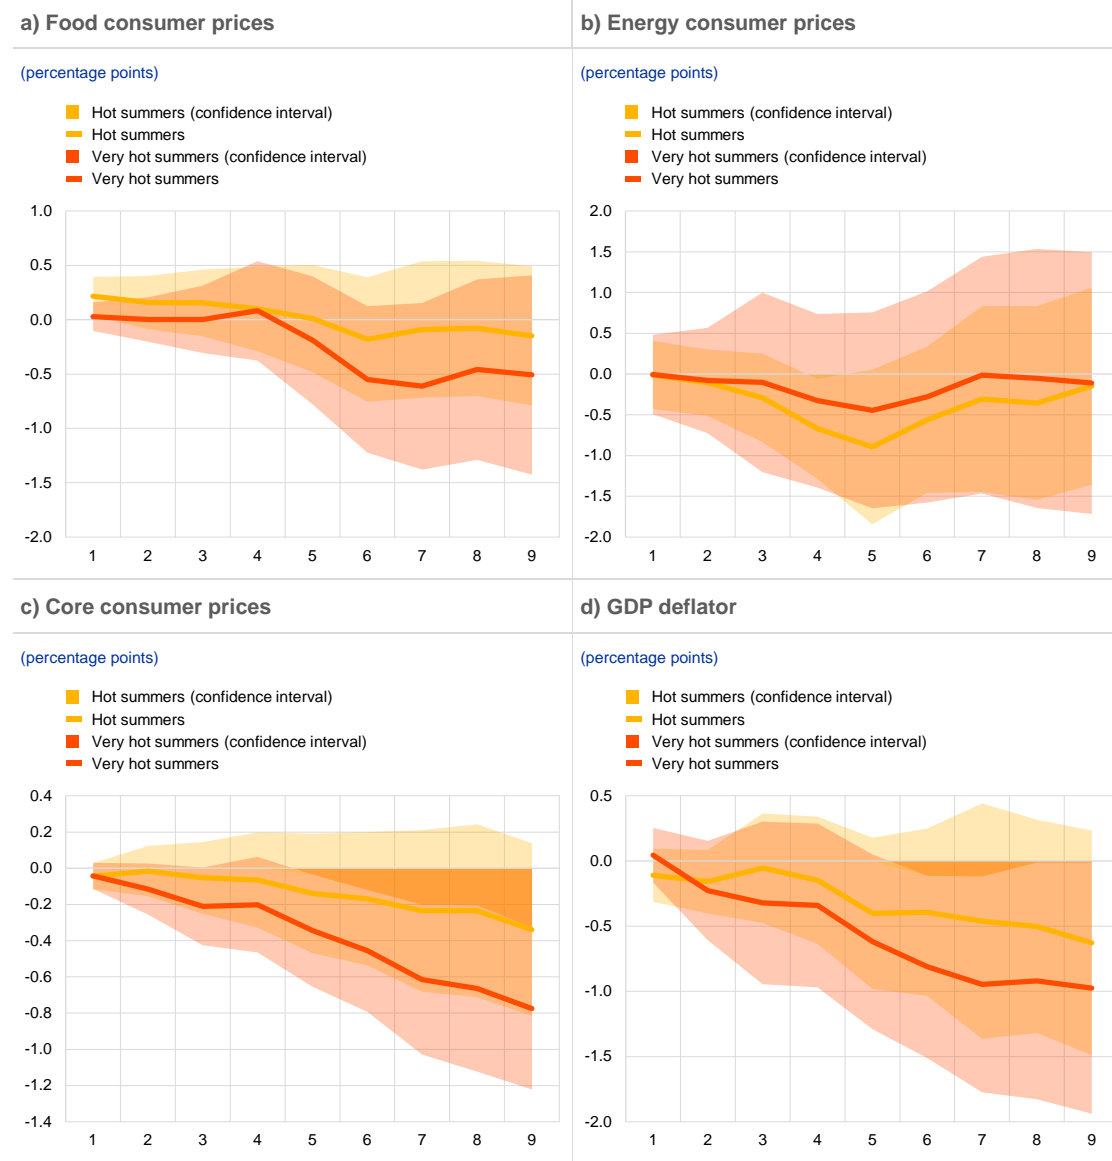 a) Food consumer prices
(percentage points)
Hot summers (confidence interval)
Hot summers
Very hot summers (confidence interval)
Very hot summers
1.0
0.5
0.0
-0.5
-1.0
-1.5
-2.0
1 2 3 4 5 6 7 8 9
b) Energy consumer prices
(percentage points)
Hot summers (confidence interval)
Hot summers
Very hot summers (confidence interval)
Very hot summers
2.0
1.5
1.0
0.5
0.0
-0.5
-1.0
-1.5
-2.0
1 2 3 4 5 6 7 8 9
c) Core consumer prices
(percentage points)
Hot summers (confidence interval)
Hot summers
Very hot summers (confidence interval)
Very hot summers
0.4
0.2
0.0
-0.2
-0.4
-0.6
-0.8
-1.0
-1.2
-1.4
1 2 3 4 5 6 7 8 9
d) GDP deflator
(percentage points)
Hot summers (confidence interval)
Hot summers
Very hot summers (confidence interval)
Very hot summers
0.5
0.0
-0.5
-1.0
-1.5
-2.0
1 2 3 4 5 6 7 8 9